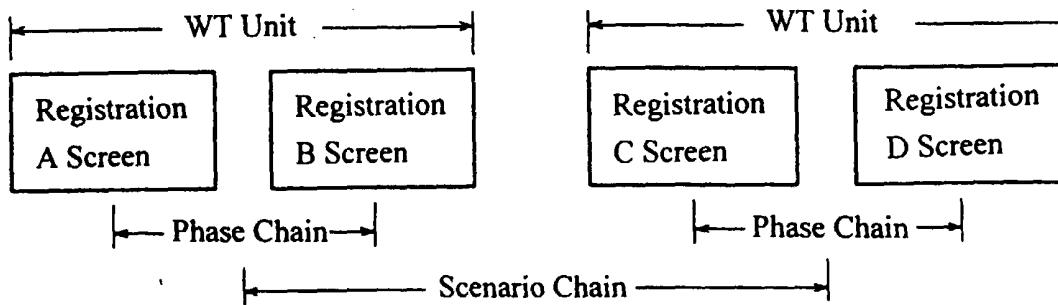 WT Unit
WT Unit
Registration
A Screen
Registration
B Screen
Registration
C Screen
Registration
D Screen
Phase Chain
Phase Chain
Scenario Chain